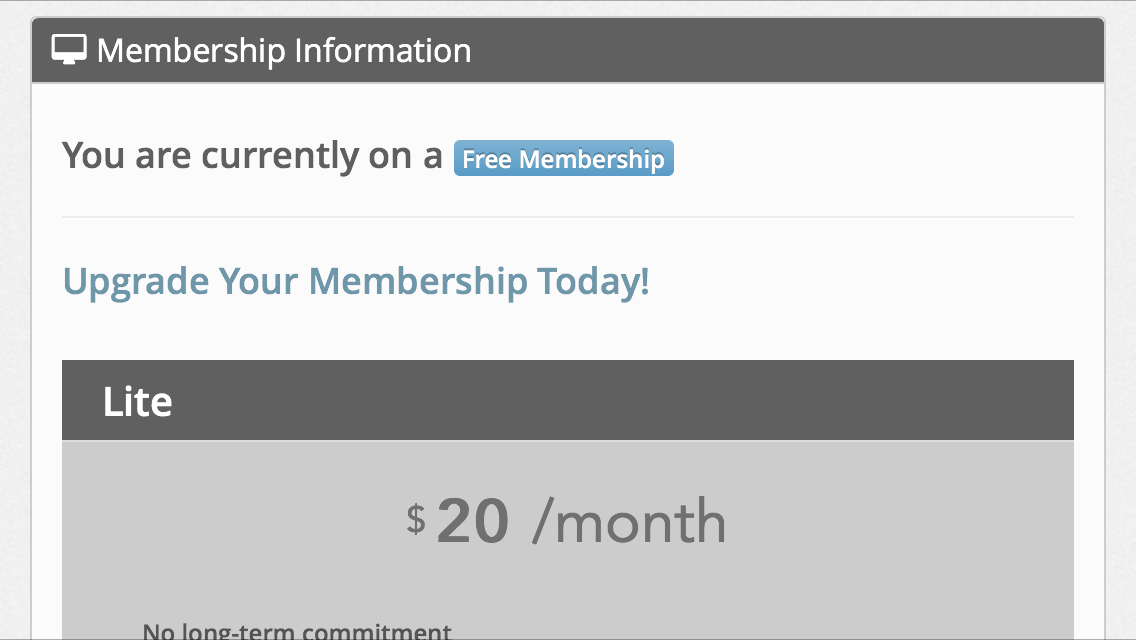 Membership Information
You are currently on a Free Membership
Upgrade Your Membership Today!
Lite
$20 /month
No long-term commitment